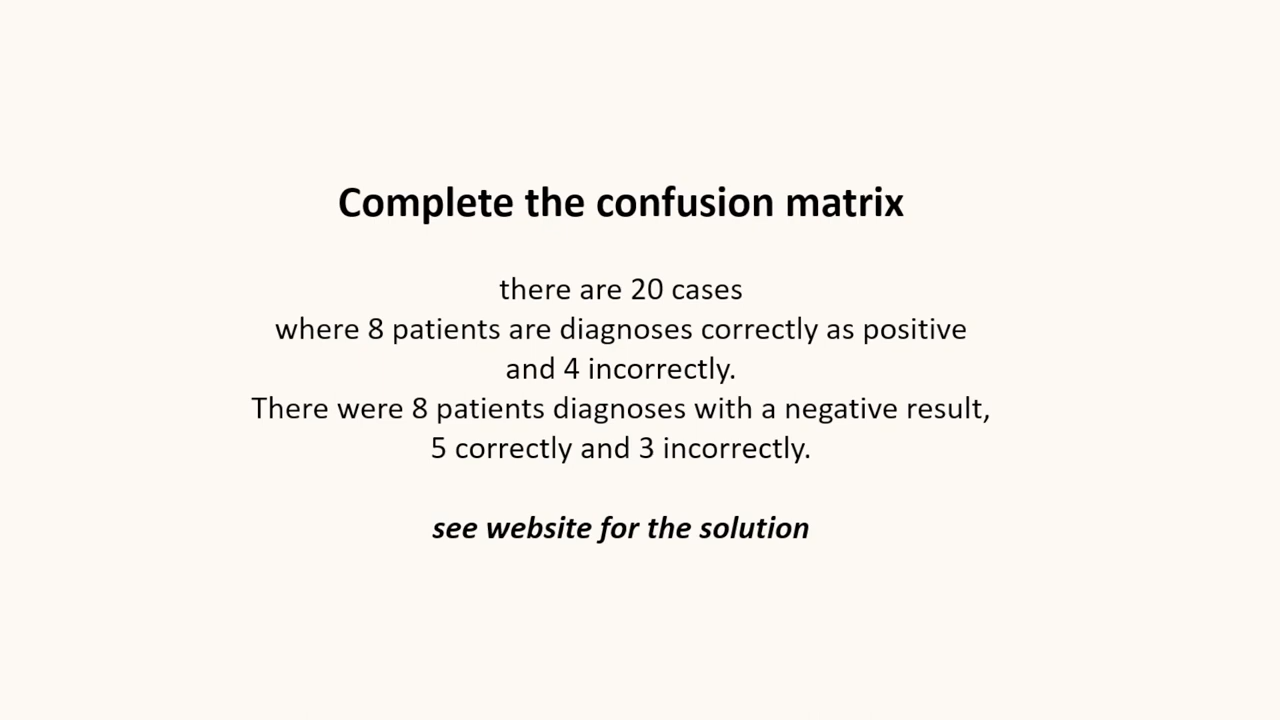 Complete the confusion matrix
there are 20 cases
where 8 patients are diagnoses correctly as positive
and 4 incorrectly.
There were 8 patients diagnoses with a negative result,
5 correctly and 3 incorrectly.
see website for the solution